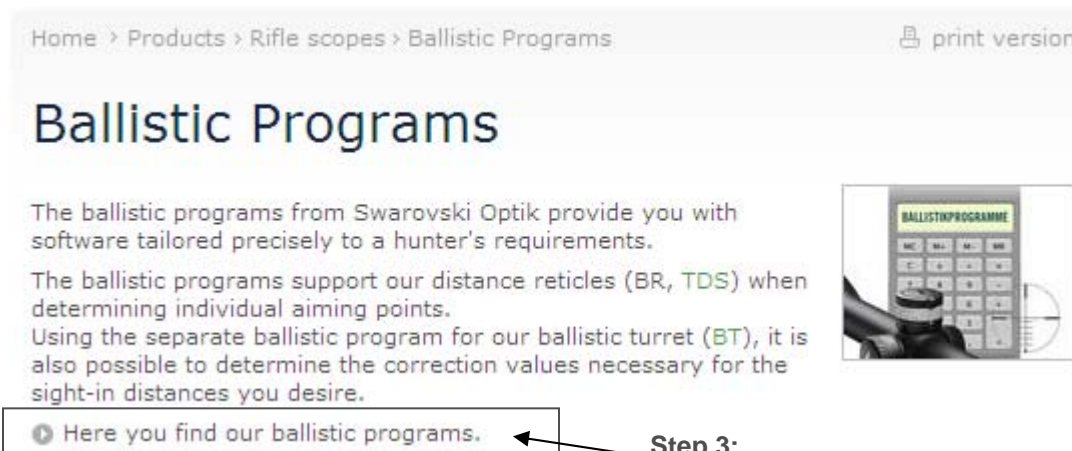 Home > Products > Rifle scopes > Ballistic Programs
print version
Ballistic Programs
The ballistic programs from Swarovski Optik provide you with
software tailored precisely to a hunter's requirements.
BALLISTIKPROGRAMME
MC M+ M- MR
The ballistic programs support our distance reticles (BR, TDS) when
determining individual aiming points.
Using the separate ballistic program for our ballistic turret (BT), it is
also possible to determine the correction values necessary for the
sight-in distances you desire.
Here you find our ballistic programs.
Step 3: